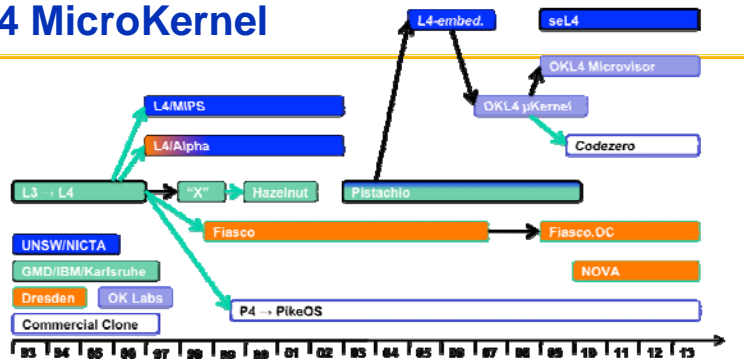 4 MicroKernel
L4-embed.
seL4
OKL4 Microvisor
L4/MIPS
OKL4 µKernel
L4/Alpha
Codezero
L3 → L4
"X"
Hazelnut
Pistachio
Fiasco
Fiasco.OC
UNSW/NICTA
GMD/IBM/Karlsruhe
NOVA
Dresden
OK Labs
P4 → PikeOS
Commercial Clone
93 94 95 96 97 98 01 02 03 04 05 06 07 08 09 10 11 12 13